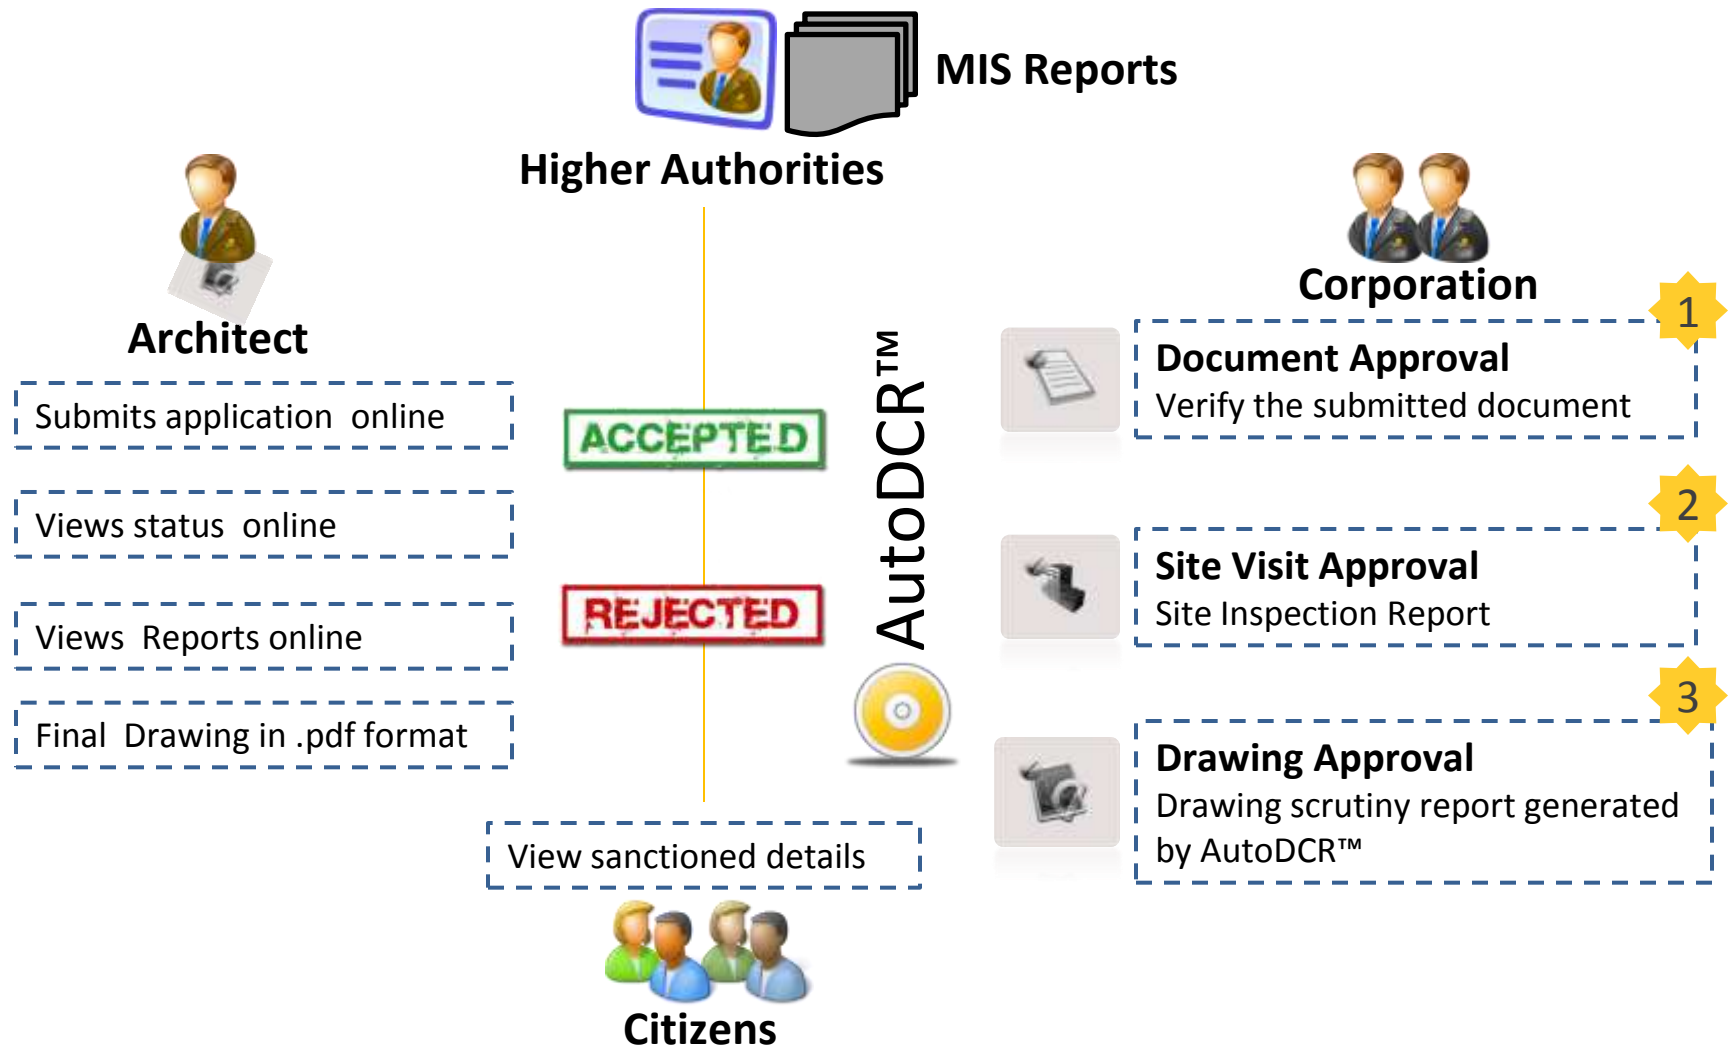 MIS Reports
Higher Authorities
Architect
Submits application  online
Views status  online
Views  Reports online
Final  Drawing in .pdf format
ACCEPTED
REJECTED
AutoDCR™
Corporation
1
Document Approval
Verify the submitted document
2
Site Visit Approval
Site Inspection Report
3
Drawing Approval
Drawing scrutiny report generated
by AutoDCR™
View sanctioned details
Citizens